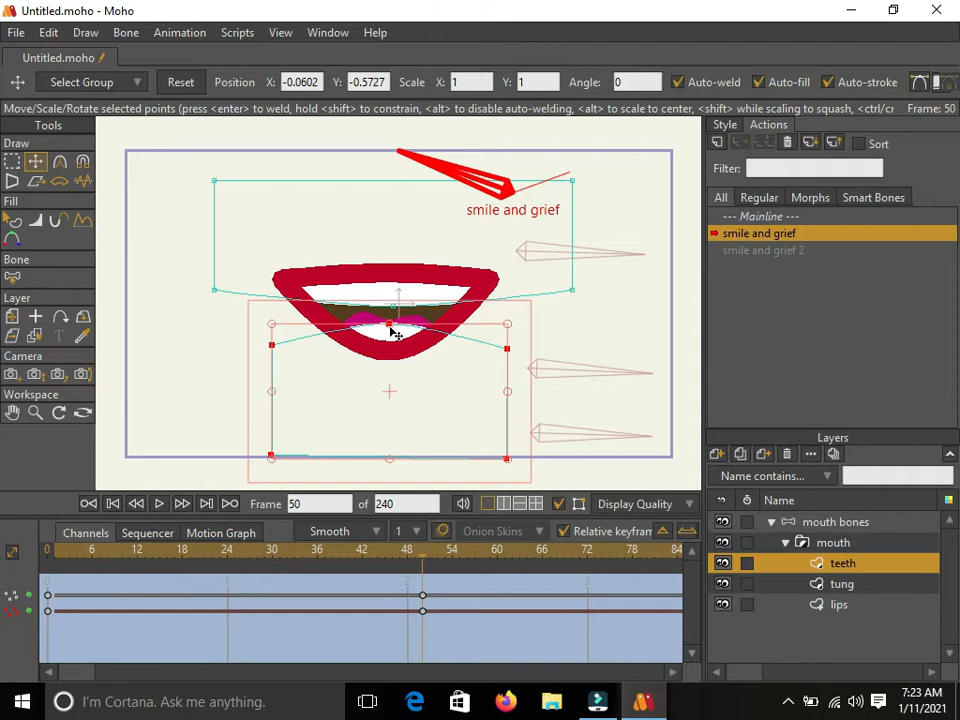 Untitled.moho
File Edit Draw Bone Animation Scripts View Window Help
Untitled.moho
Select Group Reset Position X: -0.0602 Y: -0.5727 Scale X: 1 Y: 1 Angle: 0 Auto-weld Auto-fill Auto-stroke
Move/Scale/Rotate selected points (press <enter> to weld, hold <shift> to constrain, <alt> to disable auto-welding, <alt> to scale to center, <shift> while scaling to squash, <ctrl/cr Frame: 50
Tools
Draw
Fill
Bone
Layer
Camera
Workspace
smile and grief
Style Actions
Sort
Filter:
All Regular Morphs Smart Bones
--- Mainline ---
smile and grief
smile and grief 2
Layers
Name contains...
Name
mouth bones
mouth
teeth
tung
lips
Frame 50 of 240 Display Quality
Channels Sequencer Motion Graph Smooth 1 Onion Skins Relative keyfram
0 6 12 18 24 30 36 42 48 54 60 66 72 78 84
0 1 2 3
I'm Cortana. Ask me anything.
7:23 AM
1/11/2021